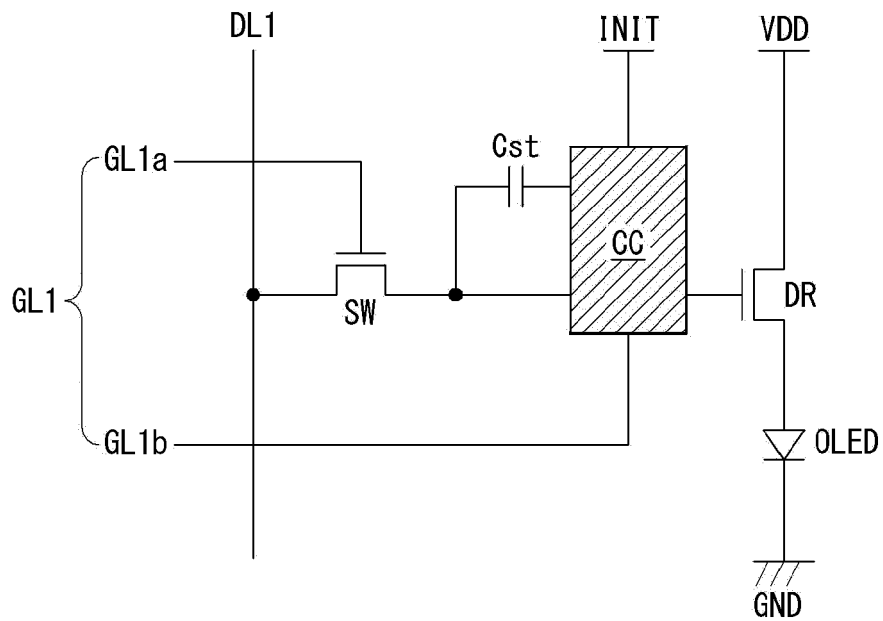 DL1
INIT
VDD
GL1a
Cst
CC
GL1
SW
DR
GL1b
OLED
GND